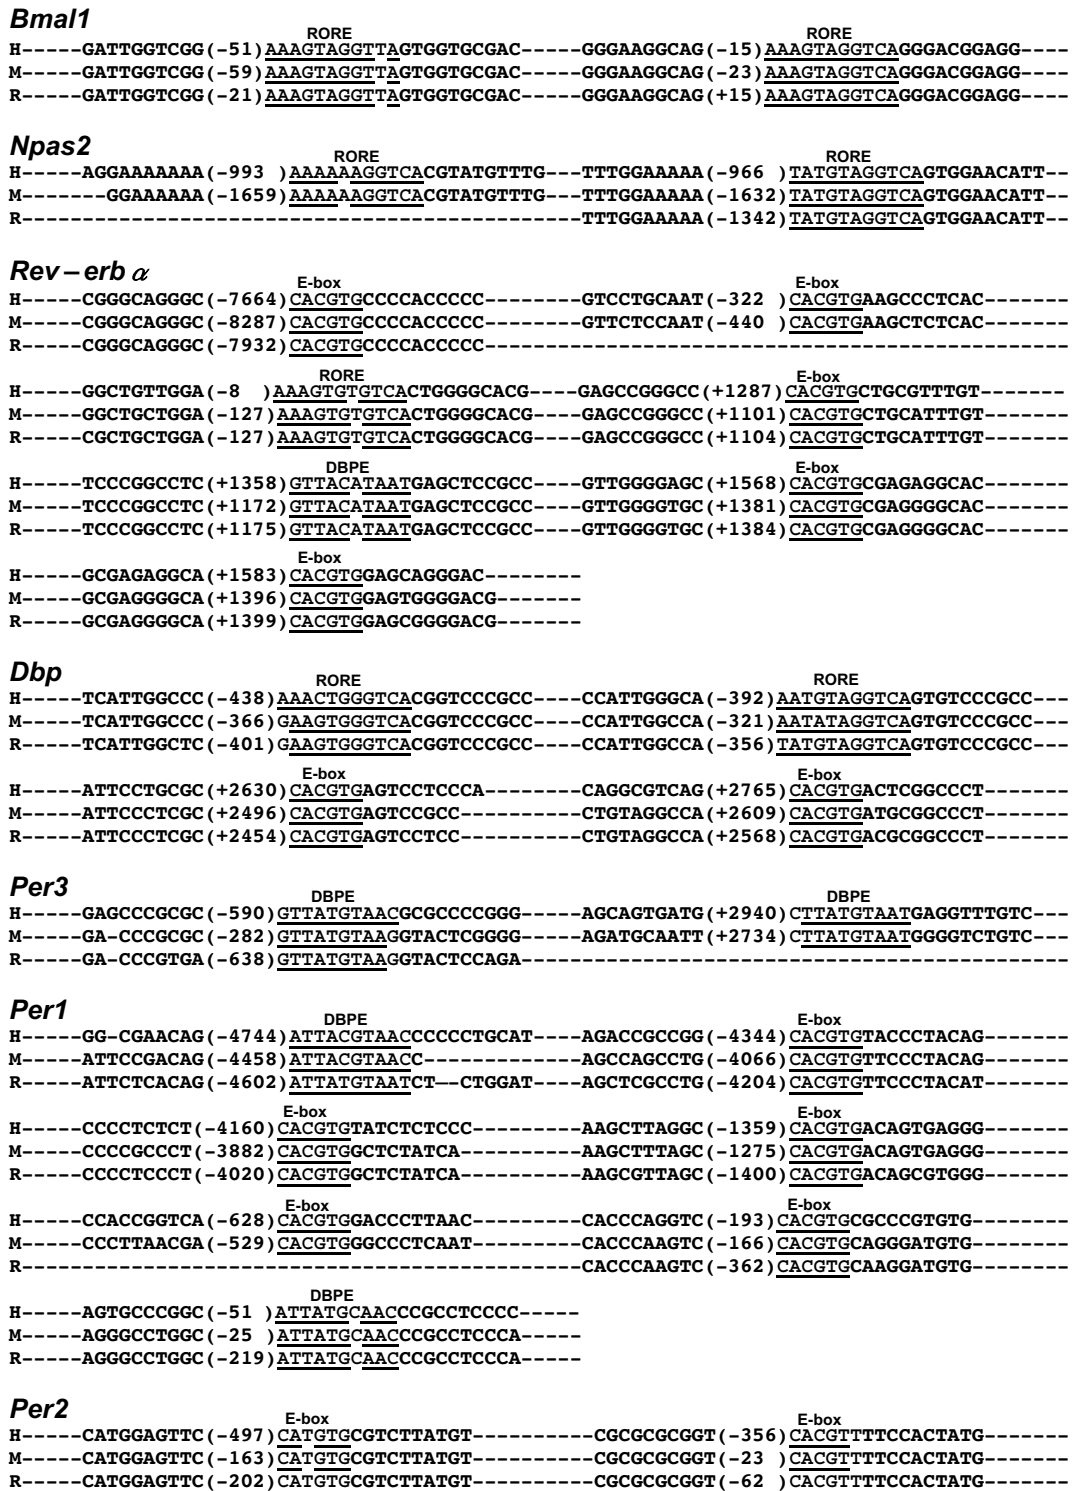 Bmal1
RORE RORE
H-----GATTGGTCGG(-51)AAAGTAGGTTAGTGGTGCGAC-----GGGAAGGCAG(-15)AAAGTAGGTCAGGGACGGAGG----
M-----GATTGGTCGG(-59)AAAGTAGGTTAGTGGTGCGAC-----GGGAAGGCAG(-23)AAAGTAGGTCAGGGACGGAGG----
R-----GATTGGTCGG(-21)AAAGTAGGTTAGTGGTGCGAC-----GGGAAGGCAG(+15)AAAGTAGGTCAGGGACGGAGG----
Npas2
RORE RORE
H-----AGGAAAAAAA(-993 )AAAAAAGGTCACGTATGTTTG---TTTGGAAAAA(-966 )TATGTAGGTCAGTGGAACATT--
M-------GGAAAAAA(-1659)AAAAAAGGTCACGTATGTTTG---TTTGGAAAAA(-1632)TATGTAGGTCAGTGGAACATT--
R----------------------------------------------TTTGGAAAAA(-1342)TATGTAGGTCAGTGGAACATT--
Rev–erb α
E-box E-box
H-----CGGGCAGGGC(-7664)CACGTGCCCCACCCCC--------GTCCTGCAAT(-322 )CACGTGAAGCCCTCAC-------
M-----CGGGCAGGGC(-8287)CACGTGCCCCACCCCC--------GTTCTCCAAT(-440 )CACGTGAAGCTCTCAC-------
R-----CGGGCAGGGC(-7932)CACGTGCCCCACCCCC------------------------------------------------
RORE E-box
H-----GGCTGTTGGA(-8  )AAAGTGTGTCACTGGGGCACG----GAGCCGGGCC(+1287)CACGTGCTGCGTTTGT-------
M-----GGCTGCTGGA(-127)AAAGTGTGTCACTGGGGCACG----GAGCCGGGCC(+1101)CACGTGCTGCATTTGT-------
R-----CGCTGCTGGA(-127)AAAGTGTGTCACTGGGGCACG----GAGCCGGGCC(+1104)CACGTGCTGCATTTGT-------
DBPE E-box
H-----TCCCGGCCTC(+1358)GTTACATAATGAGCTCCGCC----GTTGGGGAGC(+1568)CACGTGCGAGAGGCAC-------
M-----TCCCGGCCTC(+1172)GTTACATAATGAGCTCCGCC----GTTGGGGTGC(+1381)CACGTGCGAGGGGCAC-------
R-----TCCCGGCCTC(+1175)GTTACATAATGAGCTCCGCC----GTTGGGGTGC(+1384)CACGTGCGAGGGGCAC-------
E-box
H-----GCGAGAGGCA(+1583)CACGTGGAGCAGGGAC--------
M-----GCGAGGGGCA(+1396)CACGTGGAGTGGGGACG-------
R-----GCGAGGGGCA(+1399)CACGTGGAGCGGGGACG-------
Dbp
RORE RORE
H-----TCATTGGCCC(-438)AAACTGGGTCACGGTCCCGCC----CCATTGGGCA(-392)AATGTAGGTCAGTGTCCCGCC---
M-----TCATTGGCCC(-366)GAAGTGGGTCACGGTCCCGCC----CCATTGGCCA(-321)AATATAGGTCAGTGTCCCGCC---
R-----TCATTGGCTC(-401)GAAGTGGGTCACGGTCCCGCC----CCATTGGCCA(-356)TATGTAGGTCAGTGTCCCGCC---
E-box E-box
H-----ATTCCTGCGC(+2630)CACGTGAGTCCTCCCA--------CAGGCGTCAG(+2765)CACGTGACTCGGCCCT-------
M-----ATTCCCTCGC(+2496)CACGTGAGTCCGCC----------CTGTAGGCCA(+2609)CACGTGATGCGGCCCT-------
R-----ATTCCCTCGC(+2454)CACGTGAGTCCTCC----------CTGTAGGCCA(+2568)CACGTGACGCGGCCCT-------
Per3
DBPE DBPE
H-----GAGCCCGCGC(-590)GTTATGTAACGCGCCCCGGG-----AGCAGTGATG(+2940)CTTATGTAATGAGGTTTGTC---
M-----GA-CCCGCGC(-282)GTTATGTAAGGTACTCGGGG-----AGATGCAATT(+2734)CTTATGTAATGGGGTCTGTC---
R-----GA-CCCGTGA(-638)GTTATGTAAGGTACTCCAGA---------------------------------------------
Per1
DBPE E-box
H-----GG-CGAACAG(-4744)ATTACGTAACCCCCCTGCAT----AGACCGCCGG(-4344)CACGTGTACCCTACAG-------
M-----ATTCCGACAG(-4458)ATTACGTAACC-------------AGCCAGCCTG(-4066)CACGTGTTCCCTACAG-------
R-----ATTCTCACAG(-4602)ATTATGTAATCT--CTGGAT----AGCTCGCCTG(-4204)CACGTGTTCCCTACAT-------
E-box E-box
H-----CCCCTCTCT(-4160)CACGTGTATCTCTCCC---------AAGCTTAGGC(-1359)CACGTGACAGTGAGGG-------
M-----CCCCGCCCT(-3882)CACGTGGCTCTATCA----------AAGCTTTAGC(-1275)CACGTGACAGTGAGGG-------
R-----CCCCTCCCT(-4020)CACGTGGCTCTATCA----------AAGCGTTAGC(-1400)CACGTGACAGCGTGGG-------
E-box E-box
H-----CCACCGGTCA(-628)CACGTGGACCCTTAAC---------CACCCAGGTC(-193)CACGTGCGCCCGTGTG--------
M-----CCCTTAACGA(-529)CACGTGGGCCCTCAAT---------CACCCAAGTC(-166)CACGTGCAGGGATGTG--------
R----------------------------------------------CACCCAAGTC(-362)CACGTGCAAGGATGTG--------
DBPE
H-----AGTGCCCGGC(-51 )ATTATGCAACCCGCCTCCCC-----
M-----AGGGCCTGGC(-25 )ATTATGCAACCCGCCTCCCA-----
R-----AGGGCCTGGC(-219)ATTATGCAACCCGCCTCCCA-----
Per2
E-box E-box
H-----CATGGAGTTC(-497)CATGTGCGTCTTATGT----------CGCGCGCGGT(-356)CACGTTTTCCACTATG-------
M-----CATGGAGTTC(-163)CATGTGCGTCTTATGT----------CGCGCGCGGT(-23 )CACGTTTTCCACTATG-------
R-----CATGGAGTTC(-202)CATGTGCGTCTTATGT----------CGCGCGCGGT(-62 )CACGTTTTCCACTATG-------